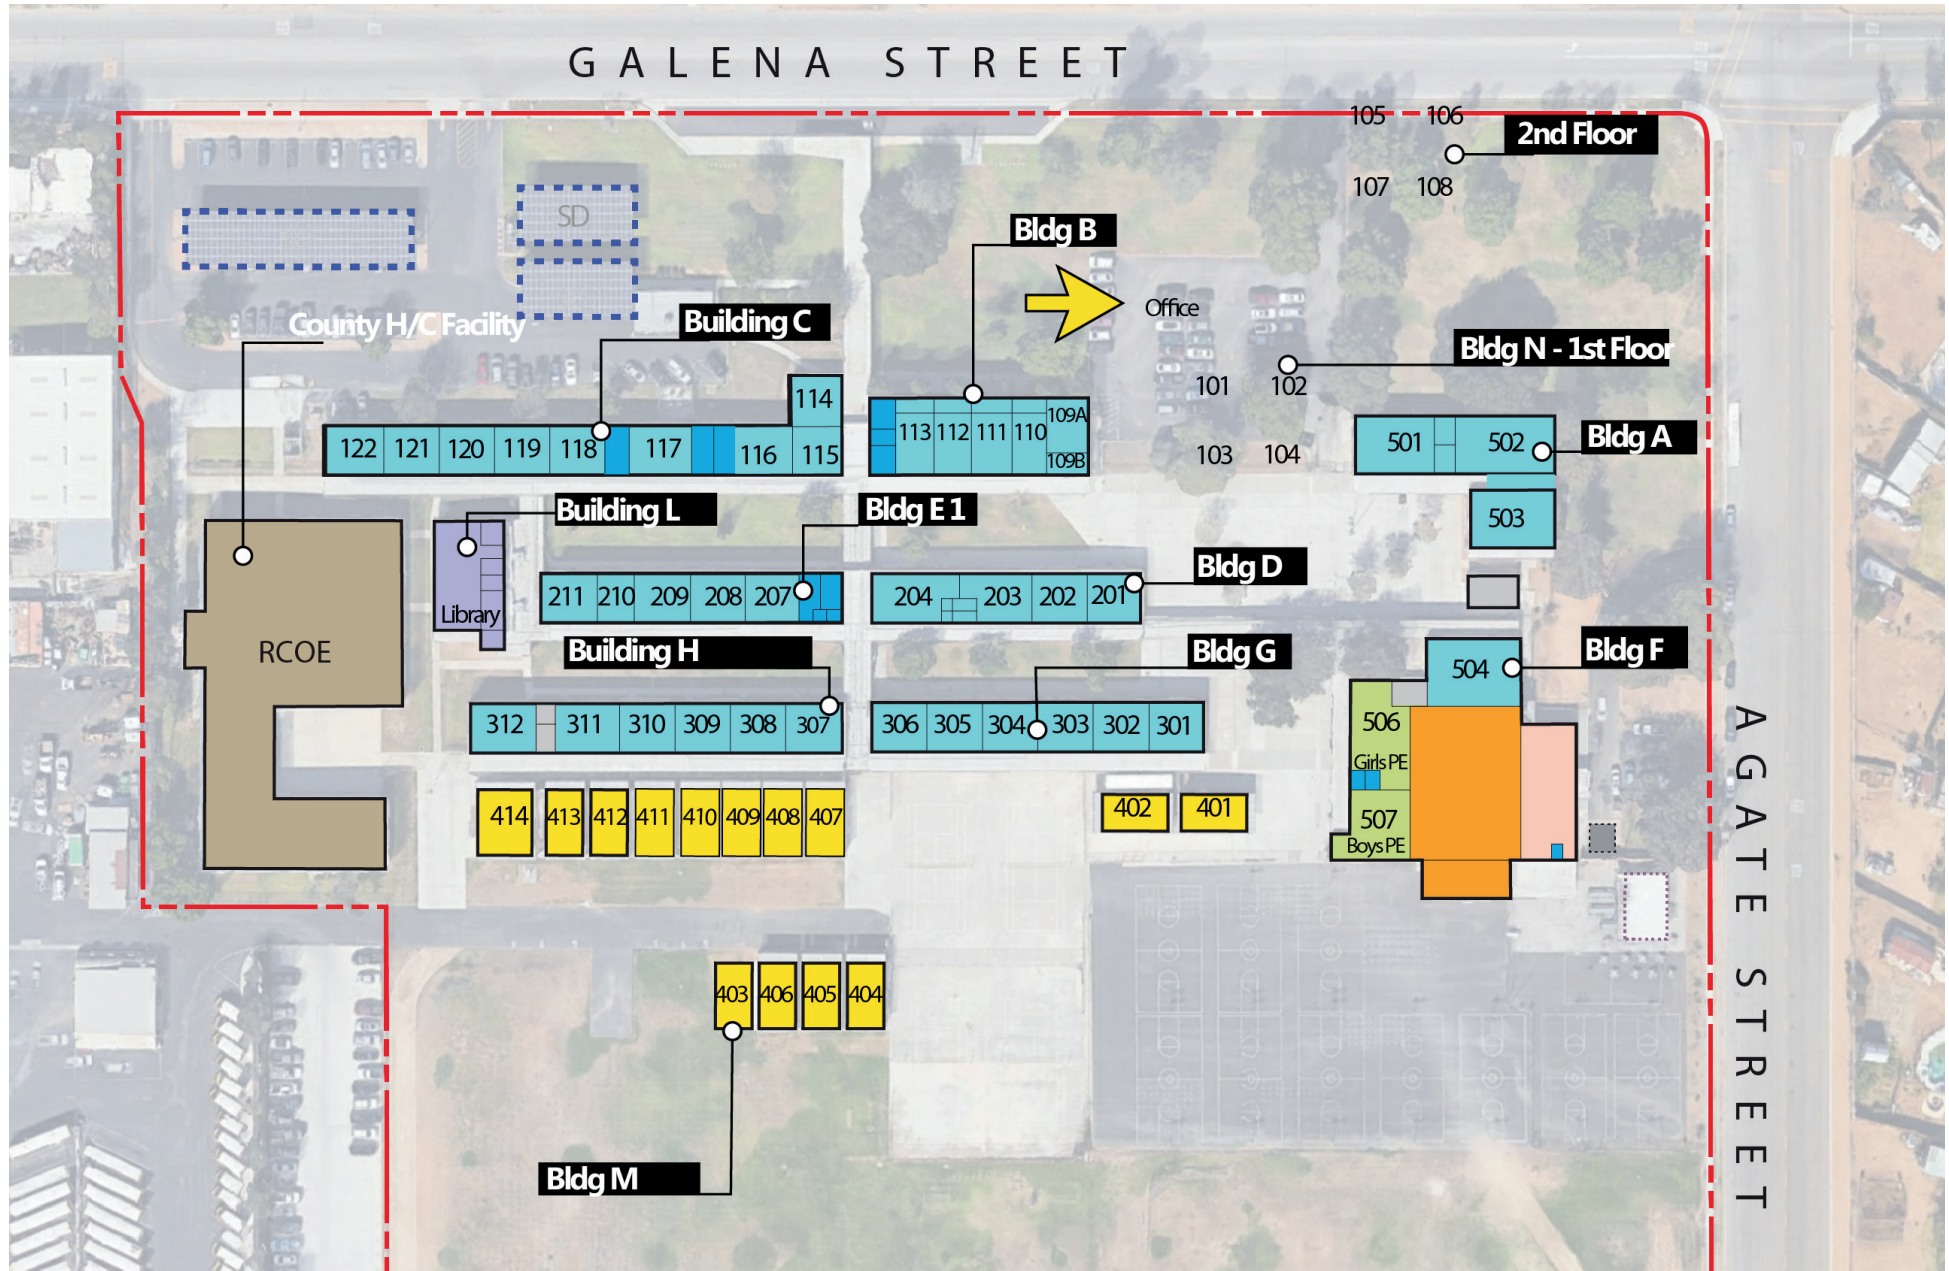 GALENA STREET
105 106
2nd Floor
107 108
SD
Bldg B
Office
County H/C Facility
Building C
Bldg N - 1st Floor
101 102
114
109A
113 112 111 110
109B
122 121 120 119 118 117 116 115
103 104
501 502
Bldg A
Building L
Bldg E 1
503
Bldg D
Library
211 210 209 208 207
204 203 202 201
RCOE
Building H
Bldg G
Bldg F
504
312 311 310 309 308 307
306 305 304 303 302 301
506
Girls PE
414 413 412 411 410 409 408 407
402 401
507
Boys PE
AGATE STREET
403 406 405 404
Bldg M